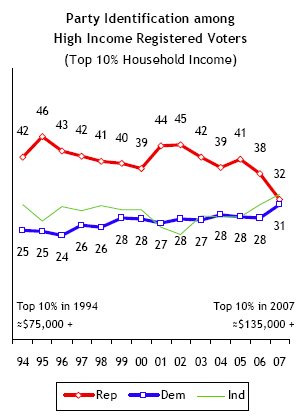 Party Identification among
High Income Registered Voters
(Top 10% Household Income)
42 46 43 42 41 40 39 44 45 42 39 41 38 32
25 25 24 26 26 28 28 27 28 27 28 28 28 31
Top 10% in 1994
≈$75,000 +
Top 10% in 2007
≈$135,000 +
94 95 96 97 98 99 00 01 02 03 04 05 06 07
Rep Dem Ind